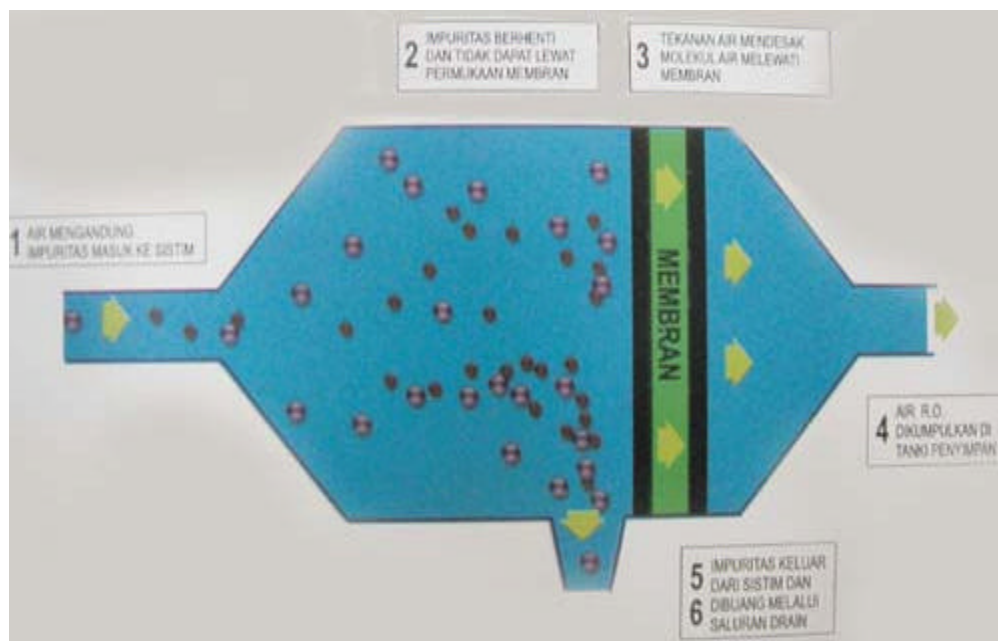 1 AIR MENGANDUNG
IMPURITAS MASUK KE SISTIM
2 IMPURITAS BERHENTI
DAN TIDAK DAPAT LEWAT
PERMUKAAN MEMBRAN
3 TEKANAN AIR MENDESAK
MOLEKUL AIR MELEWATI
MEMBRAN
MEMBRAN
4 AIR R.O.
DIKUMPULKAN DI
TANKI PENYIMPAN
5 IMPURITAS KELUAR
DARI SISTIM DAN
6 DIBUANG MELALUI
SALURAN DRAIN